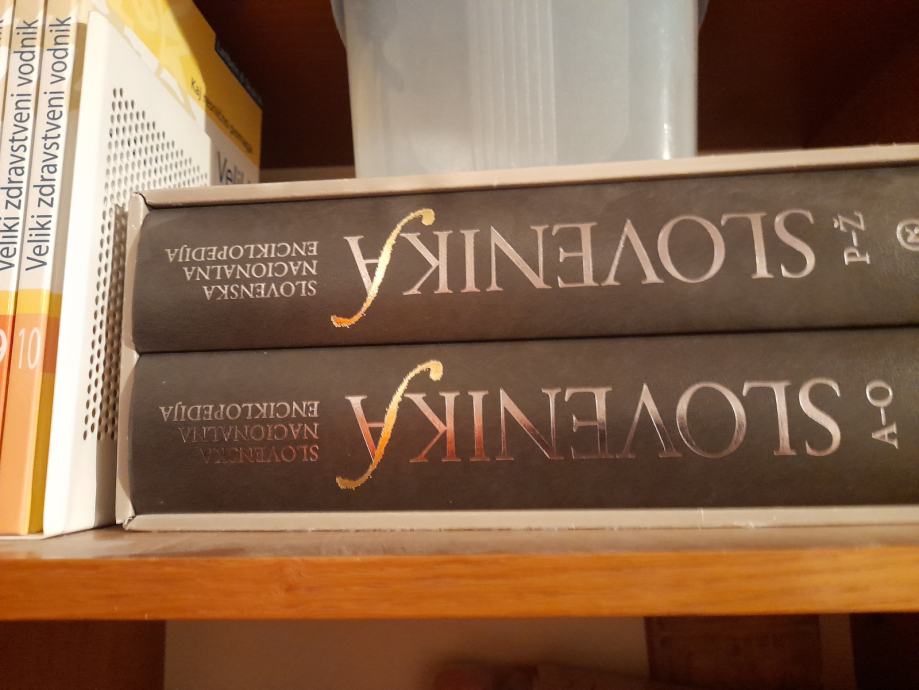 Veliki zdravstveni vodnik
Veliki zdravstveni vodnik
10
SLOVENIKA
SLOVENSKA
NACIONALNA
ENCIKLOPEDIJA
P–Ž
SLOVENIKA
SLOVENSKA
NACIONALNA
ENCIKLOPEDIJA
A–O